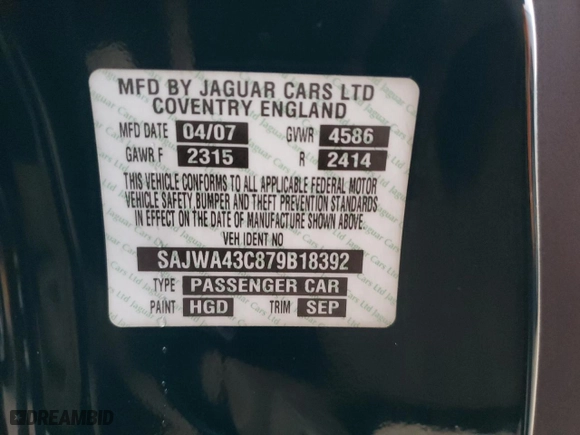 MFD BY JAGUAR CARS LTD
COVENTRY ENGLAND
MFD DATE 04/07 GVWR 4586
GAWR F 2315 R 2414
THIS VEHICLE CONFORMS TO ALL APPLICABLE FEDERAL MOTOR
VEHICLE SAFETY BUMPER AND THEFT PREVENTION STANDARDS
IN EFFECT ON THE DATE OF MANUFACTURE SHOWN ABOVE.
VEH IDENT NO
SAJWA43C879B18392
TYPE PASSENGER CAR
PAINT HGD TRIM SEP
DREAMBID